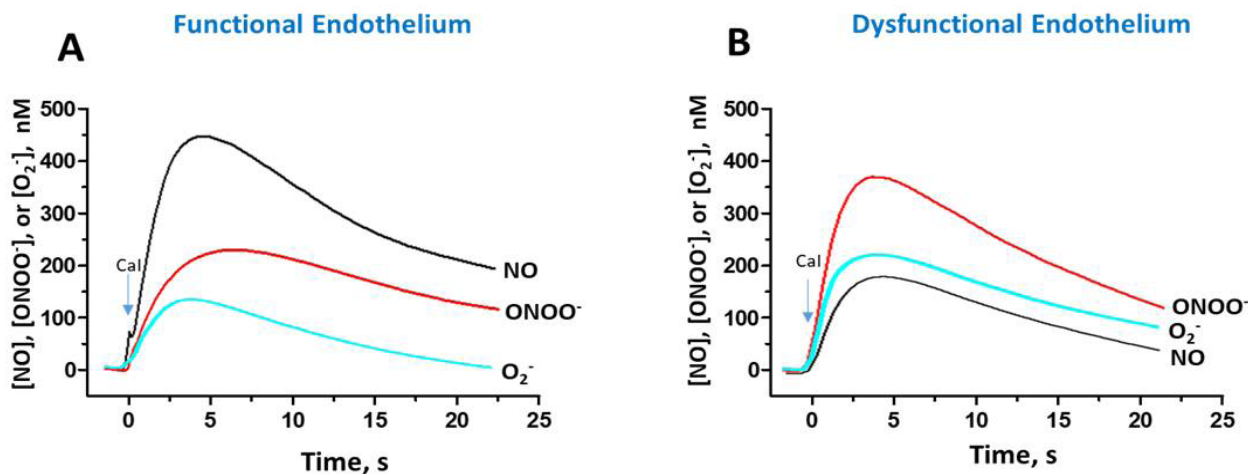 Functional Endothelium
A
[NO], [ONOO⁻], or [O₂⁻], nM
500
400
300
200
100
0
CaI
NO
ONOO⁻
O₂⁻
0 5 10 15 20 25
Time, s
Dysfunctional Endothelium
B
[NO], [ONOO⁻], or [O₂⁻], nM
500
400
300
200
100
0
CaI
ONOO⁻
O₂⁻
NO
0 5 10 15 20 25
Time, s